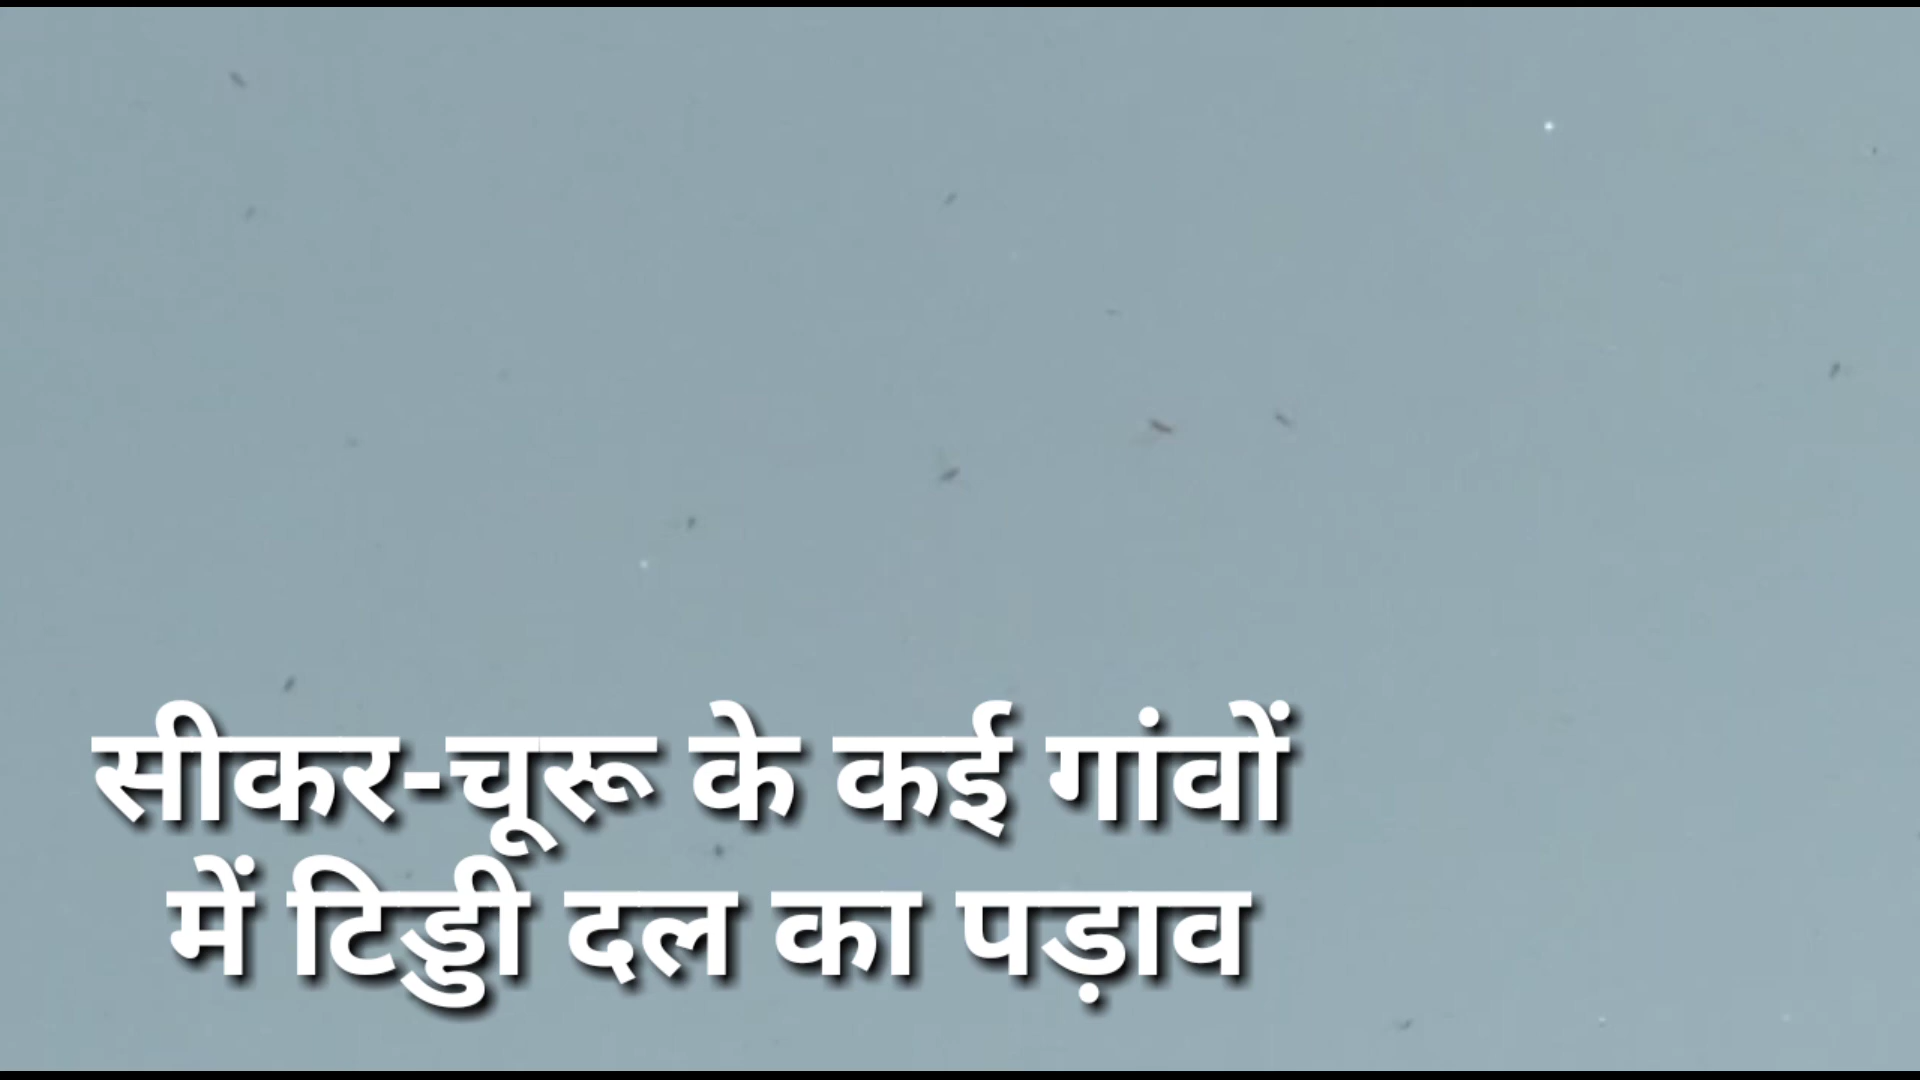 सीकर-चूरू के कई गांवों
में टिड्डी दल का पड़ाव